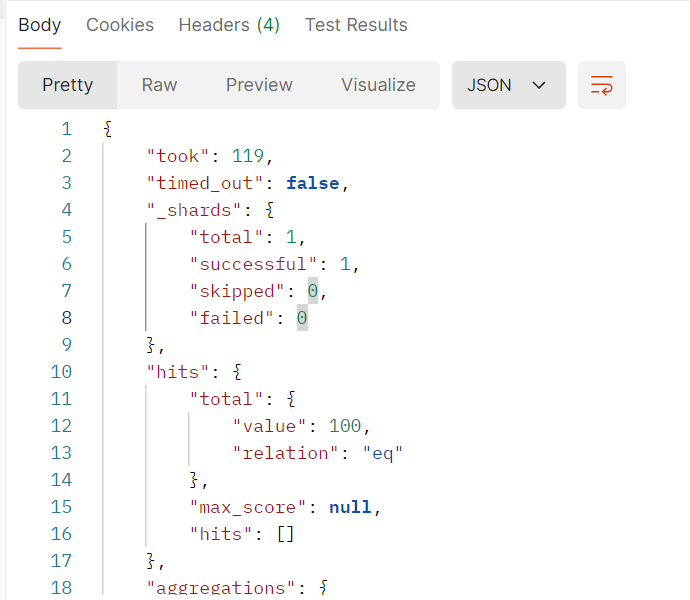 Body Cookies Headers (4) Test Results
Pretty Raw Preview Visualize JSON
1 {
2 "took": 119,
3 "timed_out": false,
4 "_shards": {
5 "total": 1,
6 "successful": 1,
7 "skipped": 0,
8 "failed": 0
9 },
10 "hits": {
11 "total": {
12 "value": 100,
13 "relation": "eq"
14 },
15 "max_score": null,
16 "hits": []
17 },
18 "aggregations": {